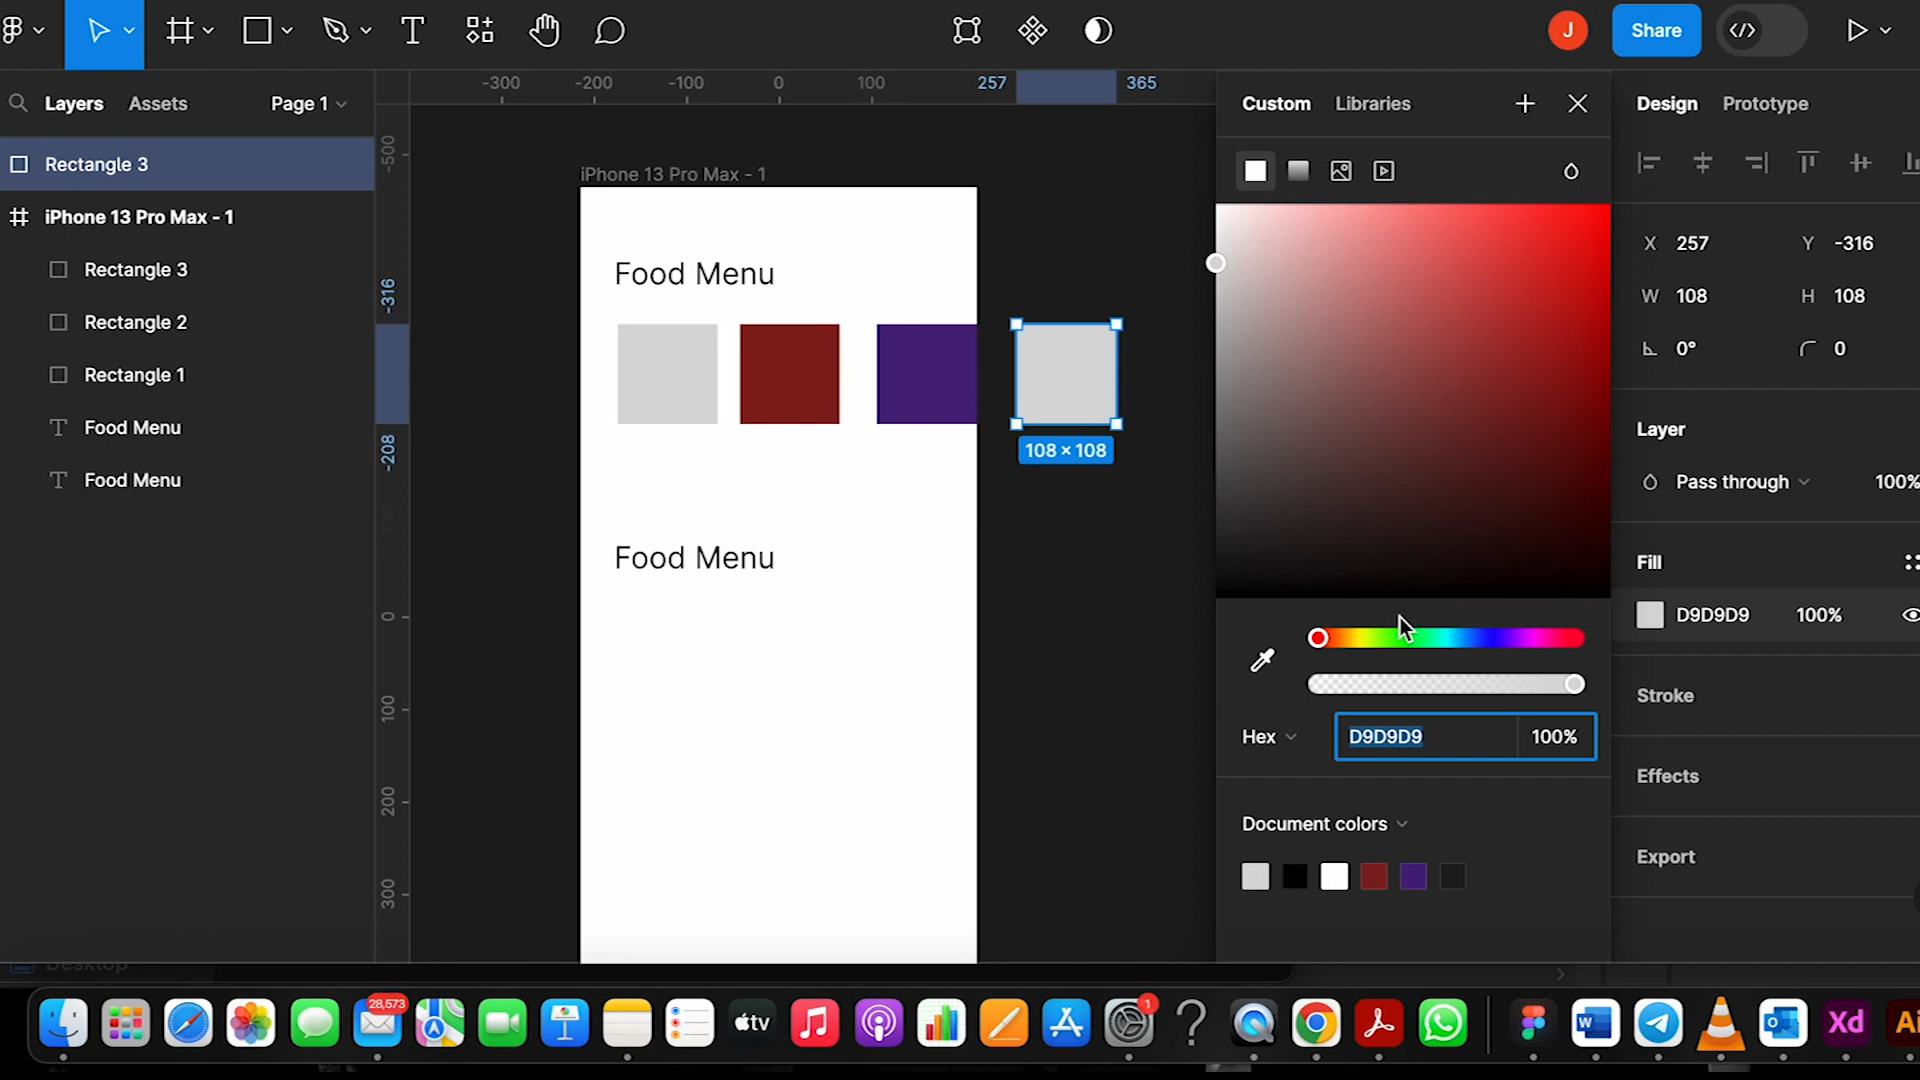 J
Share
Layers
Assets
Page 1
-300
-200
-100
0
100
257
365
Custom
Libraries
Design
Prototype
Rectangle 3
iPhone 13 Pro Max - 1
Rectangle 3
Rectangle 2
Rectangle 1
Food Menu
Food Menu
-500
-316
-208
0
100
200
300
iPhone 13 Pro Max - 1
Food Menu
108 × 108
Food Menu
X 257
Y -316
W 108
H 108
0°
0
Layer
Pass through
100%
Fill
D9D9D9
100%
Stroke
Effects
Export
Hex
D9D9D9
100%
Document colors
Desktop
28,573
tv
1
W
Xd
Ai